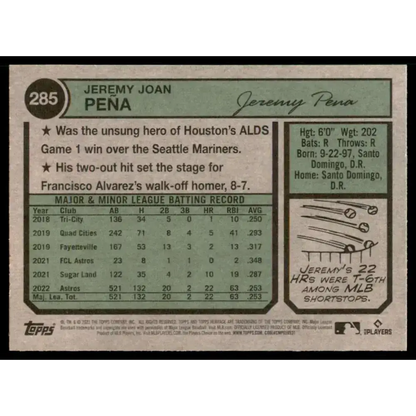 285
JEREMY JOAN
PEÑA
Jeremy Pena
★ Was the unsung hero of Houston's ALDS
Game 1 win over the Seattle Mariners.
★ His two-out hit set the stage for
Francisco Alvarez's walk-off homer, 8-7.
Hgt: 6'0" Wgt: 202
Bats: R Throws: R
Born: 9-22-97, Santo
Domingo, D.R.
Home: Santo Domingo,
D.R.
MAJOR & MINOR LEAGUE BATTING RECORD
Year Club AB H 2B 3B HR RBI AVG
2018 Tri-City 136 34 5 0 1 10 .250
2019 Quad Cities 242 71 8 4 5 41 .293
2019 Fayetteville 167 53 13 3 2 13 .317
2021 FCL Astros 23 8 1 0 0 2 .348
2021 Sugar Land 122 35 4 2 10 19 .287
2022 Astros 521 132 20 2 22 63 .253
Maj. Lea. Tot. 521 132 20 2 22 63 .253
JEREMY'S 22
HRs WERE T-6TH
AMONG MLB
SHORTSTOPS.
Topps
PLAYERS